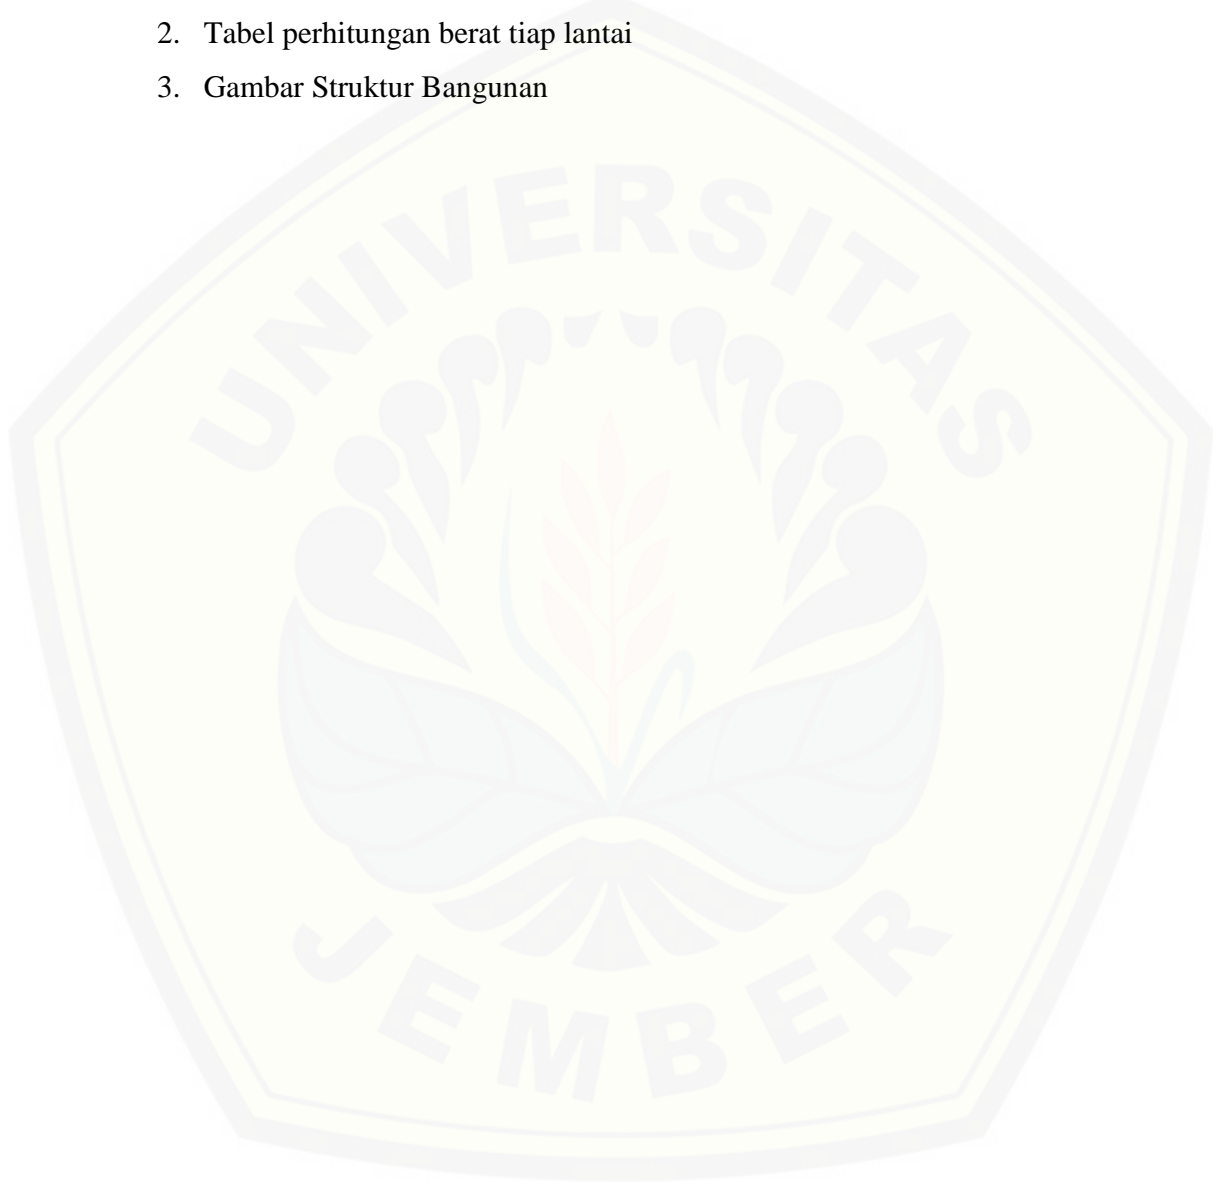 2. Tabel perhitungan berat tiap lantai
3. Gambar Struktur Bangunan
UNIVERSITAS
JEMBER